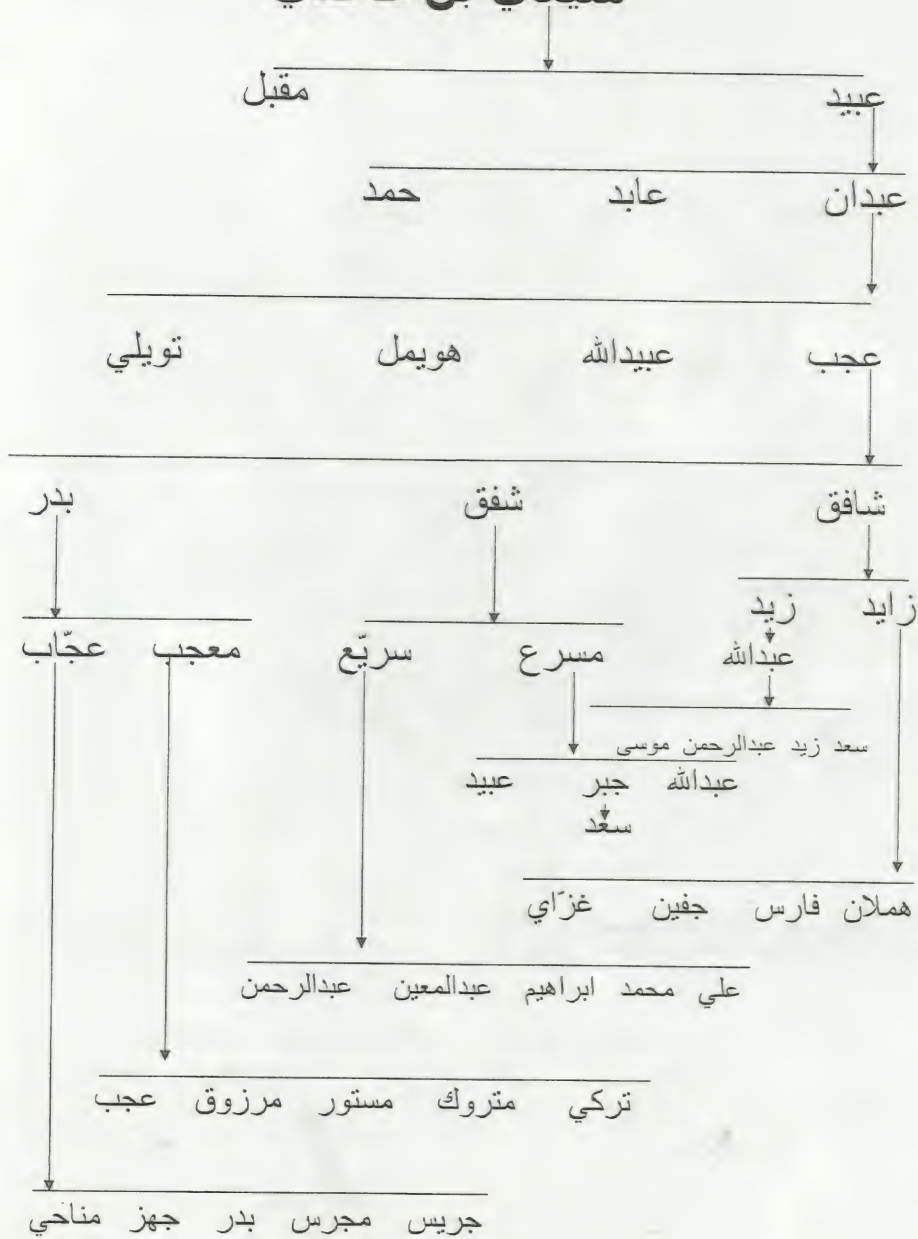 عبيد مقبل
عبدان عابد حمد
عجب عبيدالله هويمل تويلي
شافق شفق بدر
زايد زيد
مسرع سريّع معجب عجّاب
عبدالله
سعد زيد عبدالرحمن موسى
عبدالله جبر عبيد
سعد
هملان فارس جفين غزّاي
علي محمد ابراهيم عبدالمعين عبدالرحمن
تركي متروك مستور مرزوق عجب
جريس مجرس بدر جهز مناحي